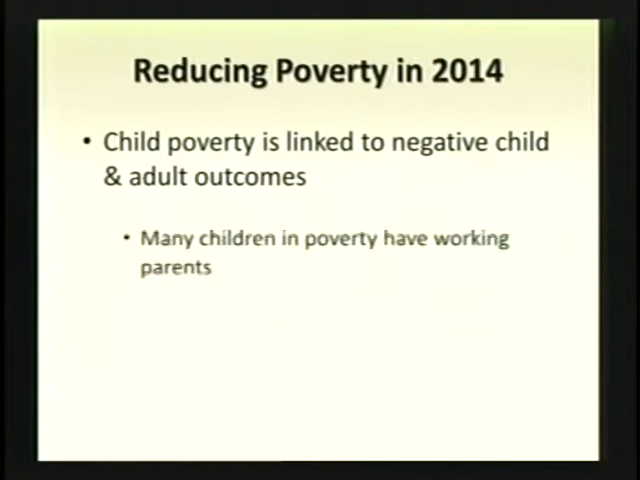 Reducing Poverty in 2014
• Child poverty is linked to negative child
& adult outcomes
• Many children in poverty have working
parents